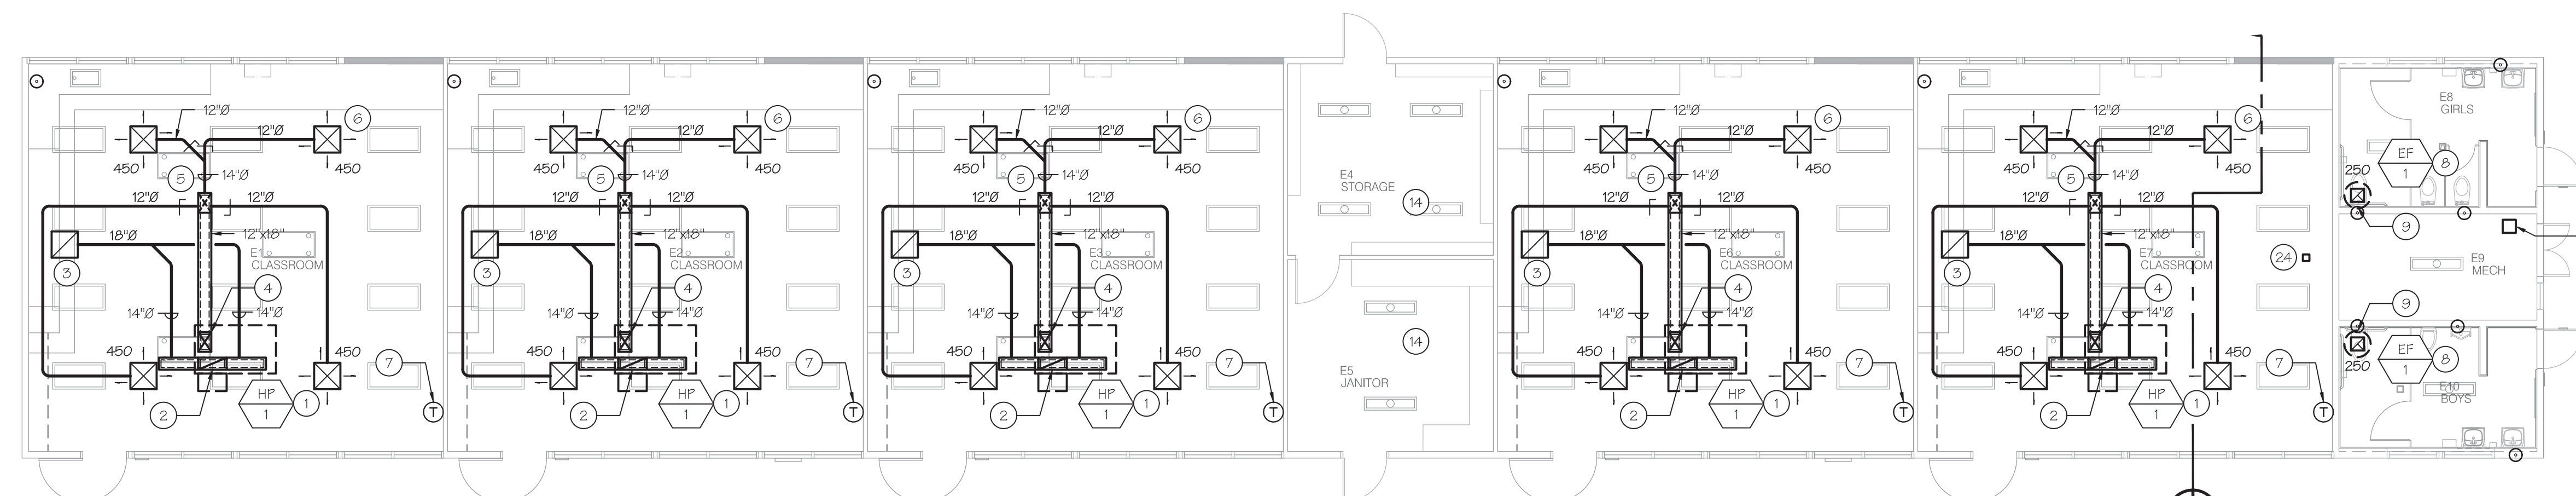 12"Ø
12"Ø
6
450
450
5
14"Ø
12"Ø
12"Ø
18"Ø
12"x18"
E1
CLASSROOM
3
4
14"Ø
14"Ø
450
450
7
2
HP
1
1
T
12"Ø
12"Ø
6
450
450
5
14"Ø
12"Ø
12"Ø
18"Ø
12"x18"
E2
CLASSROOM
3
4
14"Ø
14"Ø
450
450
7
2
HP
1
1
T
12"Ø
12"Ø
6
450
450
5
14"Ø
12"Ø
12"Ø
18"Ø
12"x18"
E3
CLASSROOM
3
4
14"Ø
14"Ø
450
450
7
2
HP
1
1
T
E4
STORAGE
14
14
E5
JANITOR
12"Ø
12"Ø
6
450
450
5
14"Ø
12"Ø
12"Ø
18"Ø
12"x18"
E6
CLASSROOM
3
4
14"Ø
14"Ø
450
450
7
2
HP
1
1
T
12"Ø
12"Ø
6
450
450
5
14"Ø
12"Ø
12"Ø
18"Ø
12"x18"
E7
CLASSROOM
3
4
14"Ø
14"Ø
450
450
7
2
HP
1
1
T
24
E8
GIRLS
EF
1
8
250
9
E9
MECH
9
EF
1
8
250
E10
BOYS